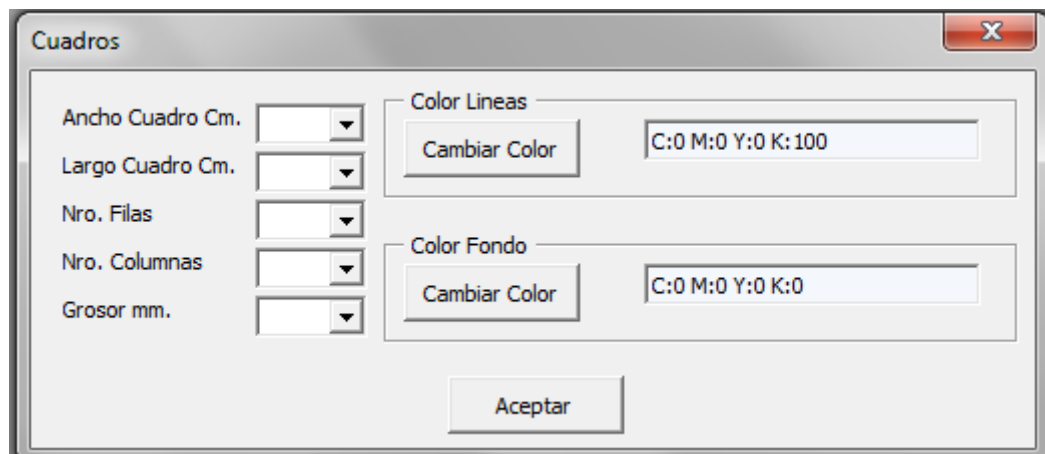 Cuadros
Ancho Cuadro Cm.
Largo Cuadro Cm.
Nro. Filas
Nro. Columnas
Grosor mm.
Color Lineas
Cambiar Color
C:0 M:0 Y:0 K:100
Color Fondo
Cambiar Color
C:0 M:0 Y:0 K:0
Aceptar